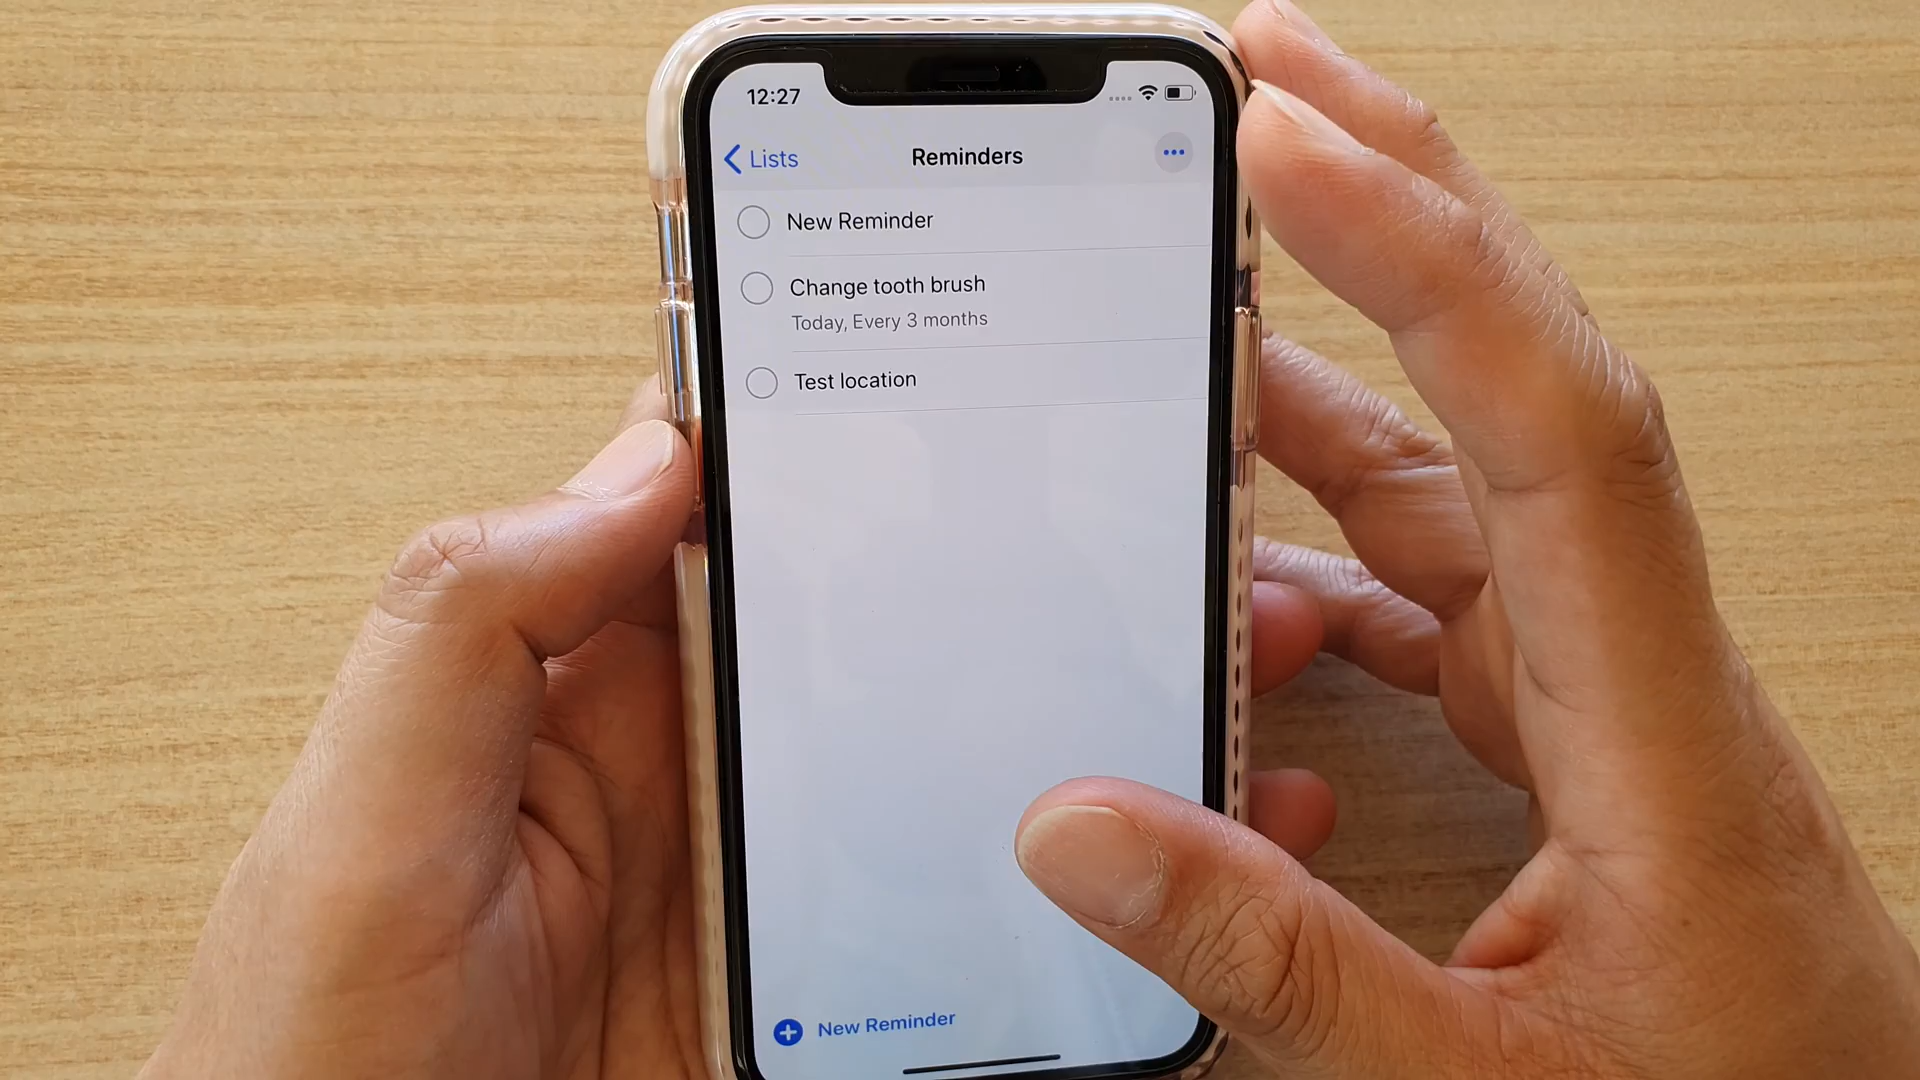 12:27
Lists
Reminders
New Reminder
Change tooth brush
Today, Every 3 months
Test location
New Reminder